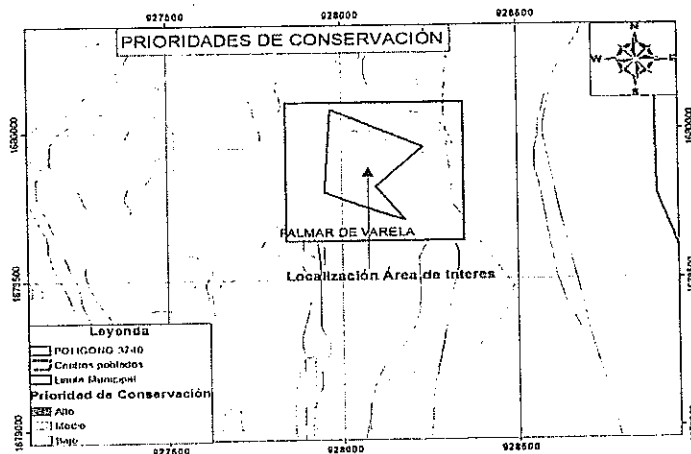 927500 928000 928500
PRIORIDADES DE CONSERVACIÓN
N
W E
S
1680000 1680000
PALMAR DE VARELA
Localización Área de Interes
1679500
Leyenda
POLIGONO 3740
Centros poblados
Limite Municipal
Prioridad de Conservación
Alto
Medio
Bajo
1679000
927500 928000 928500